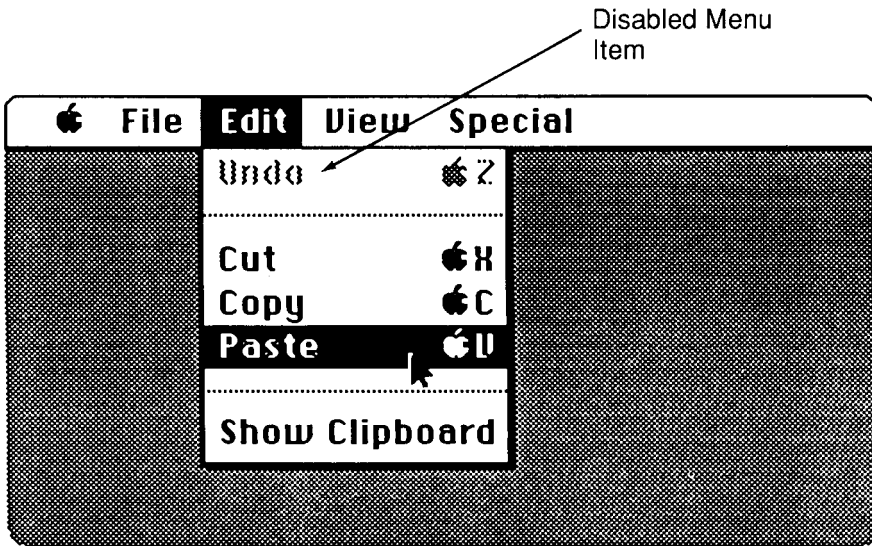 Disabled Menu
Item
File Edit View Special
Undo Z
Cut X
Copy C
Paste V
Show Clipboard